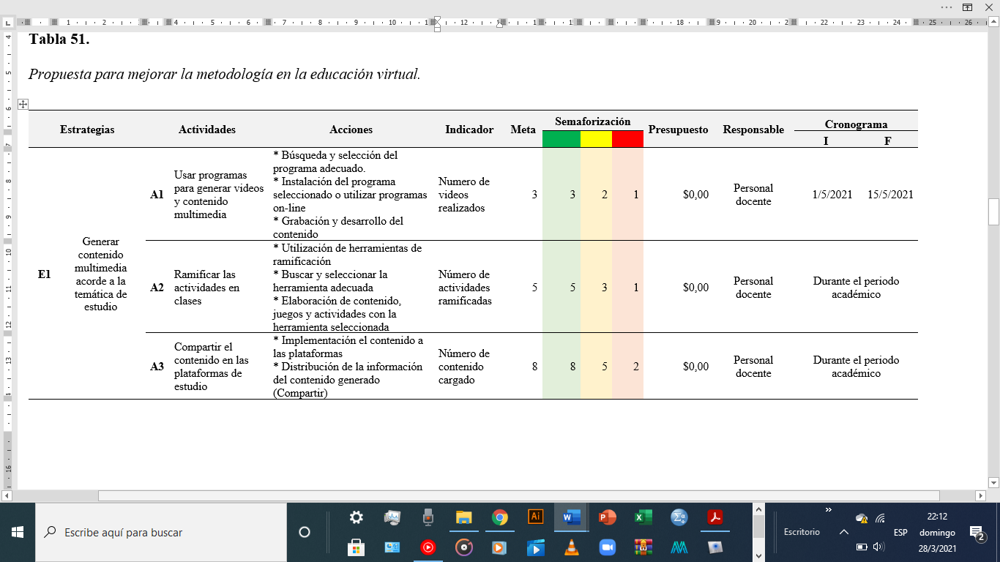 Tabla 51.
Propuesta para mejorar la metodología en la educación virtual.
Estrategias Actividades Acciones Indicador Meta Semaforización Presupuesto Responsable Cronograma
I F
E1
Generar
contenido
multimedia
acorde a la
temática de
estudio
A1
Usar programas
para generar videos
y contenido
multimedia
* Búsqueda y selección del
programa adecuado.
* Instalación del programa
seleccionado o utilizar programas
on-line
* Grabación y desarrollo del
contenido
Numero de
videos
realizados
3 3 2 1 $0,00
Personal
docente
1/5/2021 15/5/2021
A2
Ramificar las
actividades en
clases
* Utilización de herramientas de
ramificación
* Buscar y seleccionar la
herramienta adecuada
* Elaboración de contenido,
juegos y actividades con la
herramienta seleccionada
Número de
actividades
ramificadas
5 5 3 1 $0,00
Personal
docente
Durante el periodo
académico
A3
Compartir el
contenido en las
plataformas de
estudio
* Implementación el contenido a
las plataformas
* Distribución de la información
del contenido generado
(Compartir)
Número de
contenido
cargado
8 8 5 2 $0,00
Personal
docente
Durante el periodo
académico
Escribe aquí para buscar
Escritorio
ESP
22:12
domingo
28/3/2021
2